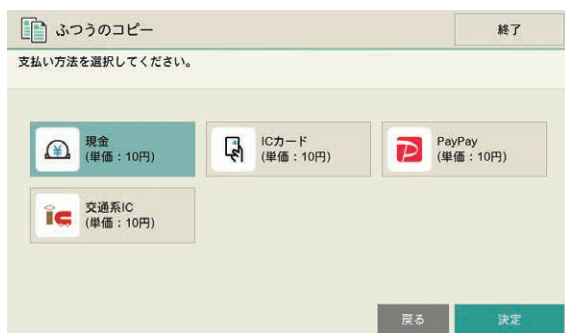 ふつうのコピー
終了
支払い方法を選択してください。
現金
(単価：10円)
ICカード
(単価：10円)
PayPay
(単価：10円)
交通系IC
(単価：10円)
戻る
決定